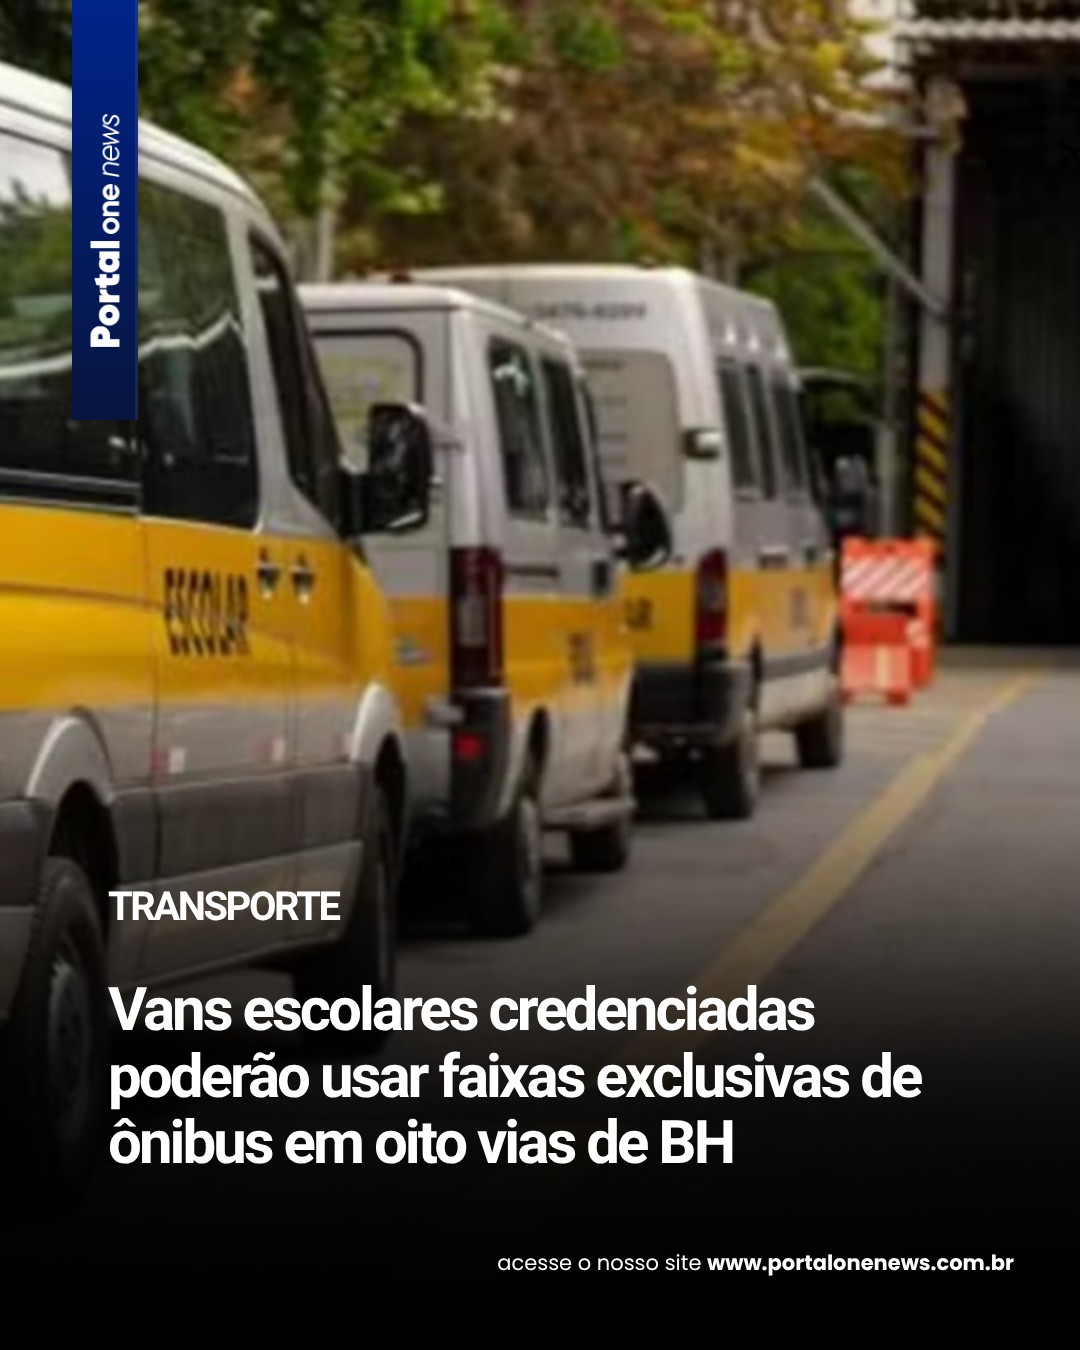 Portal one news
ESCOLAR
TRANSPORTE
Vans escolares credenciadas
poderão usar faixas exclusivas de
ônibus em oito vias de BH
acesse o nosso site www.portalonenews.com.br